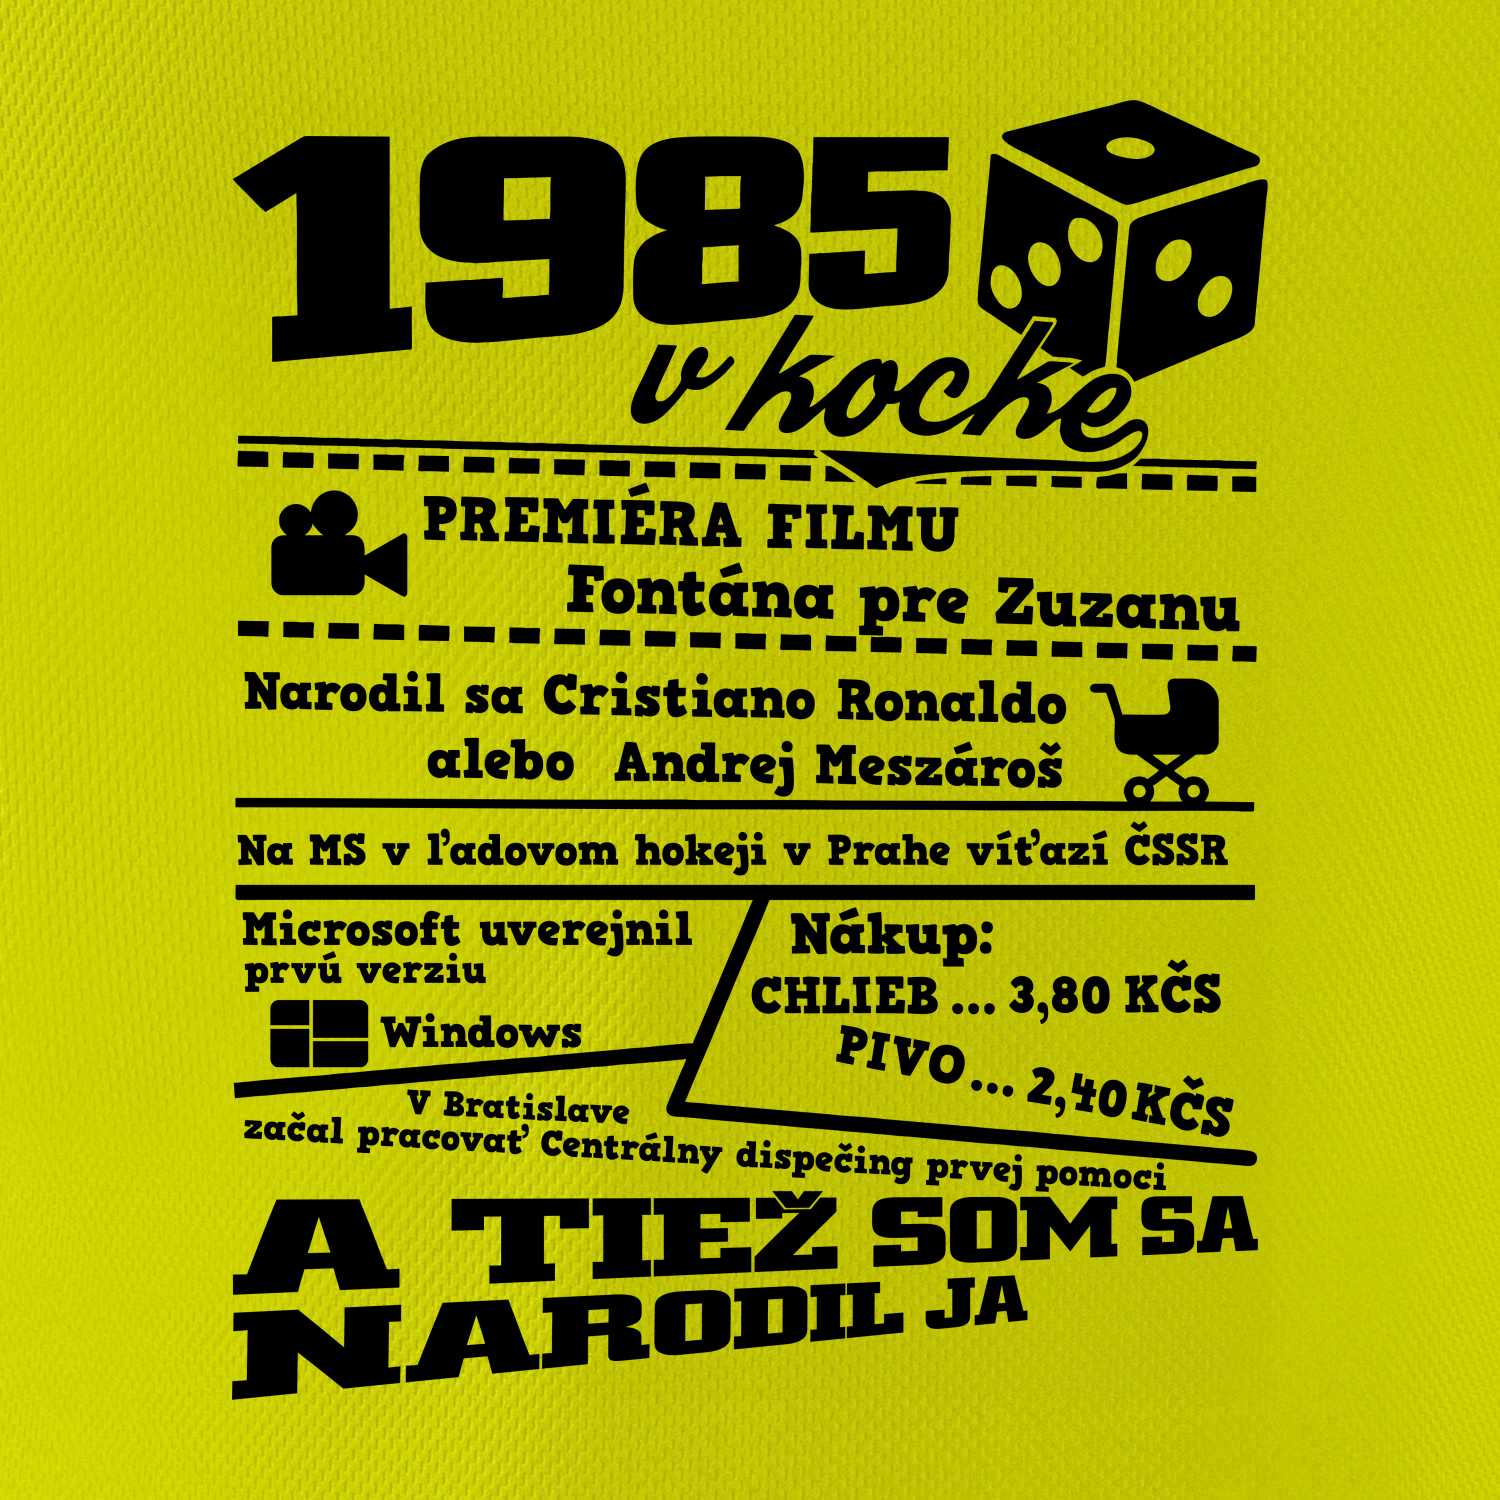 1985
v kocke
PREMIÉRA FILMU
Fontána pre Zuzanu
Narodil sa Cristiano Ronaldo
alebo Andrej Meszároš
Na MS v ľadovom hokeji v Prahe víťazí ČSSR
Microsoft uverejnil
prvú verziu
Windows
Nákup:
CHLIEB ... 3,80 KČS
PIVO ... 2,40 KČS
V Bratislave
začal pracovať Centrálny dispečing prvej pomoci
A TIEŽ SOM SA
NARODIL JA